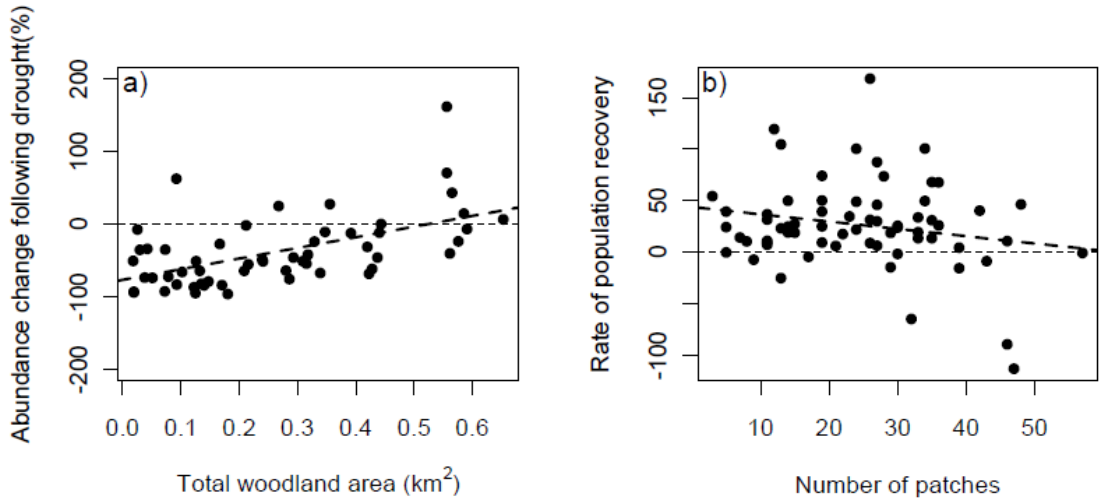 a)
Abundance change following drought(%)
200
100
0
-100
-200
0.0 0.1 0.2 0.3 0.4 0.5 0.6
Total woodland area (km²)
b)
Rate of population recovery
150
50
0
-100
10 20 30 40 50
Number of patches